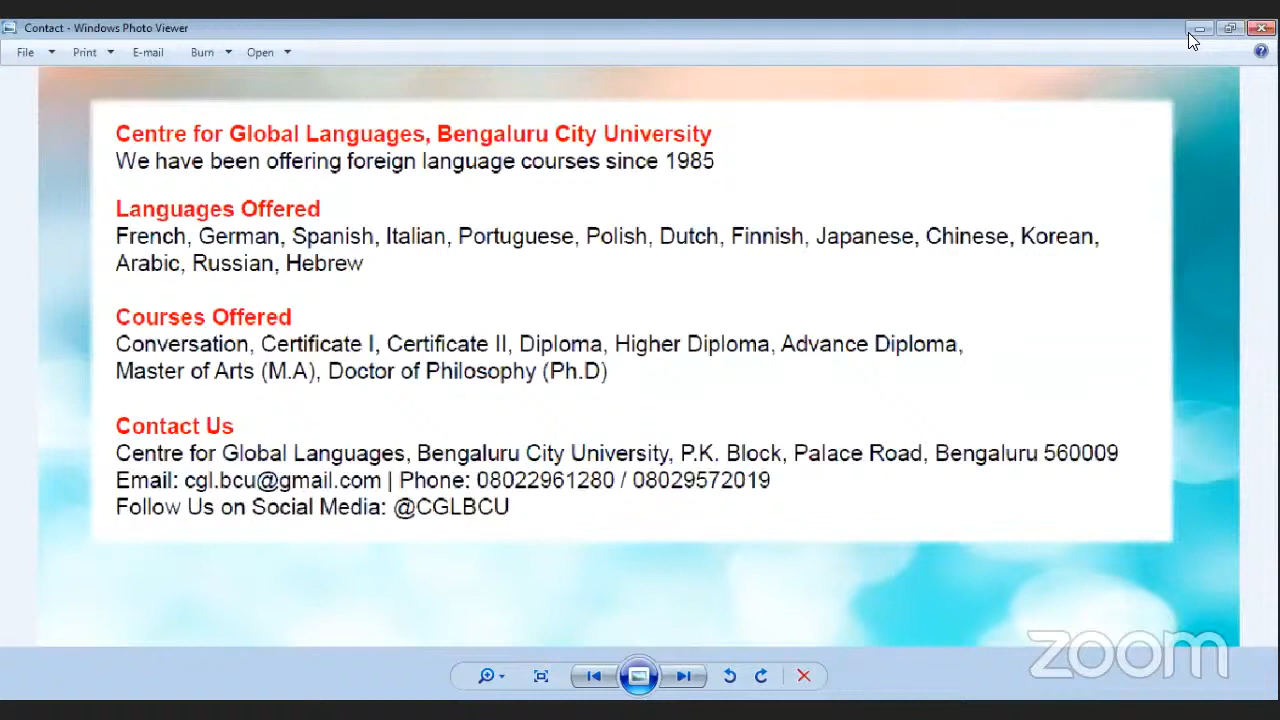 Contact - Windows Photo Viewer
File Print E-mail Burn Open
Centre for Global Languages, Bengaluru City University
We have been offering foreign language courses since 1985
Languages Offered
French, German, Spanish, Italian, Portuguese, Polish, Dutch, Finnish, Japanese, Chinese, Korean,
Arabic, Russian, Hebrew
Courses Offered
Conversation, Certificate I, Certificate II, Diploma, Higher Diploma, Advance Diploma,
Master of Arts (M.A), Doctor of Philosophy (Ph.D)
Contact Us
Centre for Global Languages, Bengaluru City University, P.K. Block, Palace Road, Bengaluru 560009
Email: cgl.bcu@gmail.com | Phone: 08022961280 / 08029572019
Follow Us on Social Media: @CGLBCU
zoom